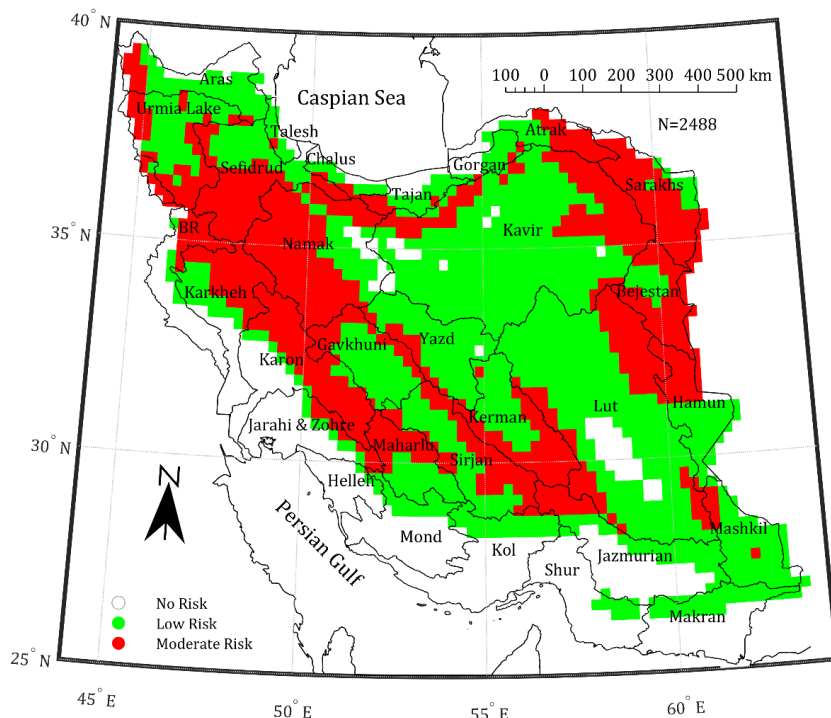 40° N
Aras
Caspian Sea
100 0 100 200 300 400 500 km
Urmia Lake
N=2488
Talesh
Atrak
Chalus
Gorgan
Sefidrud
Tajan
Sarakhs
35° N
BR
Namak
Kavir
Karkheh
Bejestan
Gavkhuni
Yazd
Karon
Lut
Hamun
Jarahi & Zohre
Kerman
30° N
Maharlu
Sirjan
N
Helleh
Mashkil
Persian Gulf
Mond
Kol
Jazmurian
Shur
No Risk
Low Risk
Makran
Moderate Risk
25° N
45° E
50° E
55° E
60° E